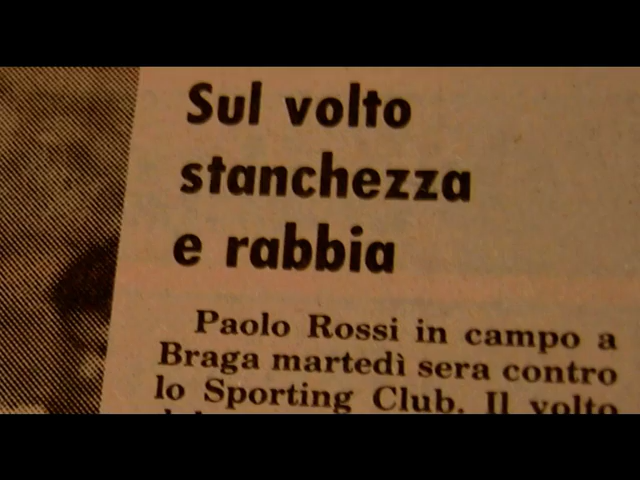 Sul volto
stanchezza
e rabbia
Paolo Rossi in campo a
Braga martedì sera contro
lo Sporting Club. Il volto